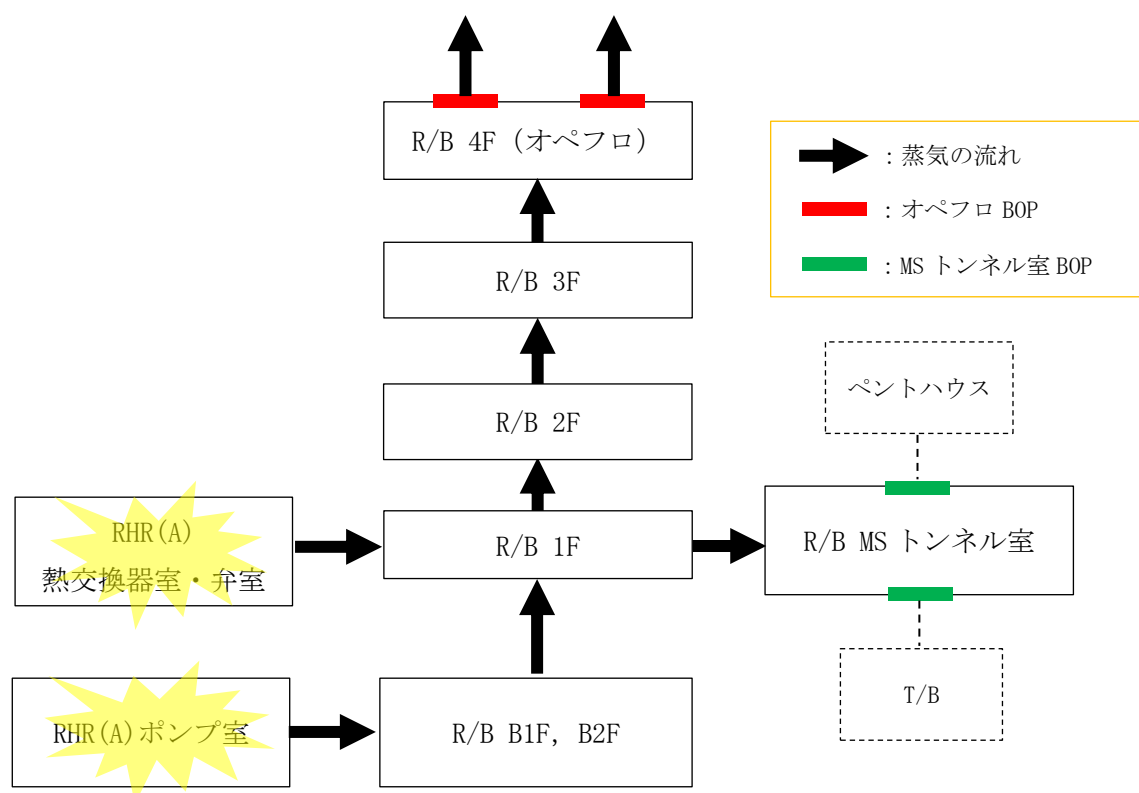 R/B 4F (オペフロ)
：蒸気の流れ
：オペフロ BOP
：MS トンネル室 BOP
R/B 3F
ペントハウス
R/B 2F
RHR(A)
熱交換器室・弁室
R/B 1F
R/B MS トンネル室
RHR(A)ポンプ室
R/B B1F, B2F
T/B